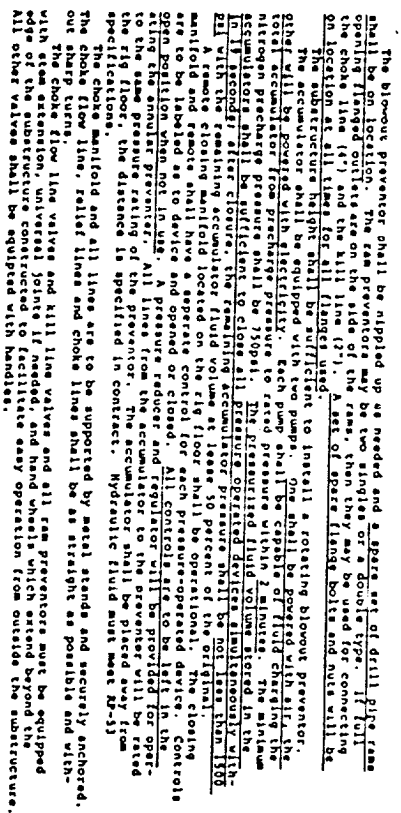 The blowout preventor shall be nippled up as needed and a spare set of drill pipe rams
shall be on location. The ram preventors may be two singles or a double type. If full
opening flanged outlets are on the side of the rams, then they may be used for connecting
the choke line (4") and the kill line (2"). A set of spare flange bolts and nuts will be
on location at all times for all flanges used.
The substructure height shall be sufficient to install a rotating blowout preventor.
The accumulator shall be equipped with two pumps. One shall be powered with air, the
other will be powered with electricity. Each pump shall be capable of fluid charging the
total accumulator from precharge pressure to rated pressure within 2 minutes. The minimum
nitrogen precharge pressure shall be 750psi. The pressurized fluid volume stored in the
accumulators shall be sufficient to close all pressure operated devices simultaneously with-
in 15 seconds; after closure, the remaining accumulator pressure shall be not less than 1500
psi with the remaining accumulator fluid volume at least 50 percent of the original.
A remote closing manifold located on the rig floor shall be operational. The closing
manifold and remote shall have a seperate control for each pressure operated device. Controls
are to be labeled as to device and opened or closed. All controls are to be left in the
open position when not in use. A pressure reducer and regulator will be provided for oper-
ating the annular preventer. All lines from the accumulator to the preventer will be rated
to the same pressure rating of the preventor. The accumulator shall be placed away from
the rig floor, the distance is specified in contract. Hydraulic fluid must meet RP-53
specifications.
The choke manifold and all lines are to be supported by metal stands and securely anchored.
The choke flow line, relief lines and choke lines shall be as straight as possible and with-
out sharp turns.
The choke flow line valves and kill line valves and all ram preventors must be equipped
with stem extension, universal joints if needed, and hand wheels which extend beyond the
edge of the substructure constructed to facilitate easy operation from outside the substructure.
All other valves shall be equipted with handles.